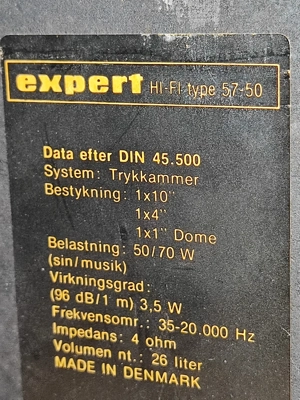 expert HI-FI type 57-50
Data efter DIN 45.500
System: Trykkammer
Bestykning: 1x10"
1x4"
1x1" Dome
Belastning: 50/70 W
(sin/musik)
Virkningsgrad:
(96 dB/1 m) 3,5 W
Frekvensomr.: 35-20.000 Hz
Impedans: 4 ohm
Volumen nt.: 26 liter
MADE IN DENMARK